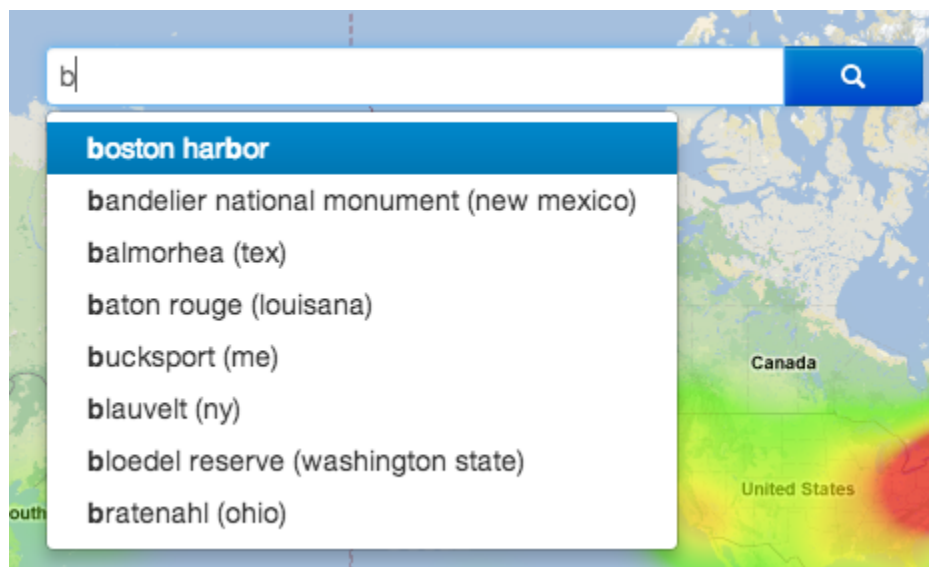 b
boston harbor
bandelier national monument (new mexico)
balmorhea (tex)
baton rouge (louisana)
bucksport (me)
Canada
blauvelt (ny)
bloedel reserve (washington state)
United States
bratenahl (ohio)
outh